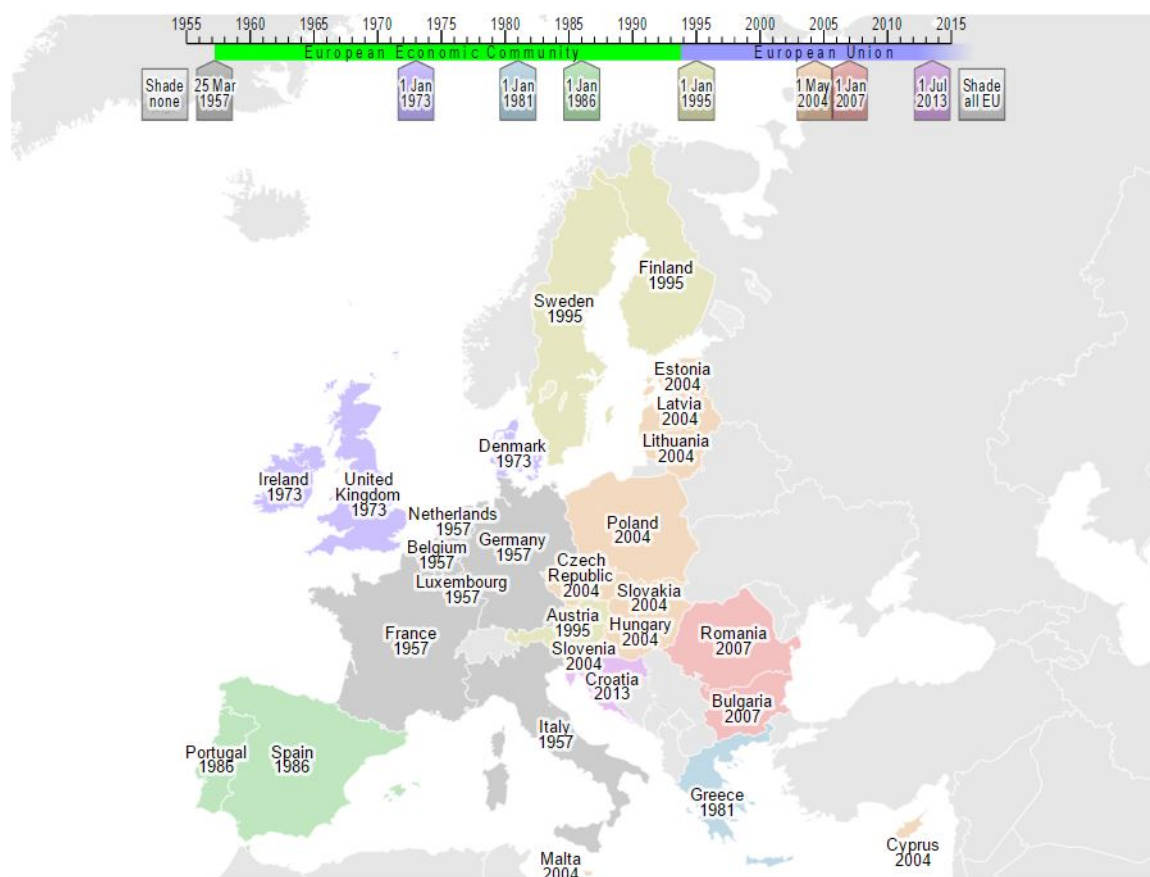 1955 1960 1965 1970 1975 1980 1985 1990 1995 2000 2005 2010 2015
European Economic Community European Union
Shade
none
25 Mar
1957
1 Jan
1973
1 Jan
1981
1 Jan
1986
1 Jan
1995
1 May
2004
1 Jan
2007
1 Jul
2013
Shade
all EU
Finland
1995
Sweden
1995
Estonia
2004
Latvia
2004
Lithuania
2004
Denmark
1973
Ireland
1973
United
Kingdom
1973
Netherlands
1957
Poland
2004
Germany
1957
Belgium
1957
Czech
Republic
2004
Luxembourg
1957
Slovakia
2004
Austria
1995
Hungary
2004
France
1957
Romania
2007
Slovenia
2004
Croatia
2013
Bulgaria
2007
Italy
1957
Portugal
1986
Spain
1986
Greece
1981
Cyprus
2004
Malta
2004